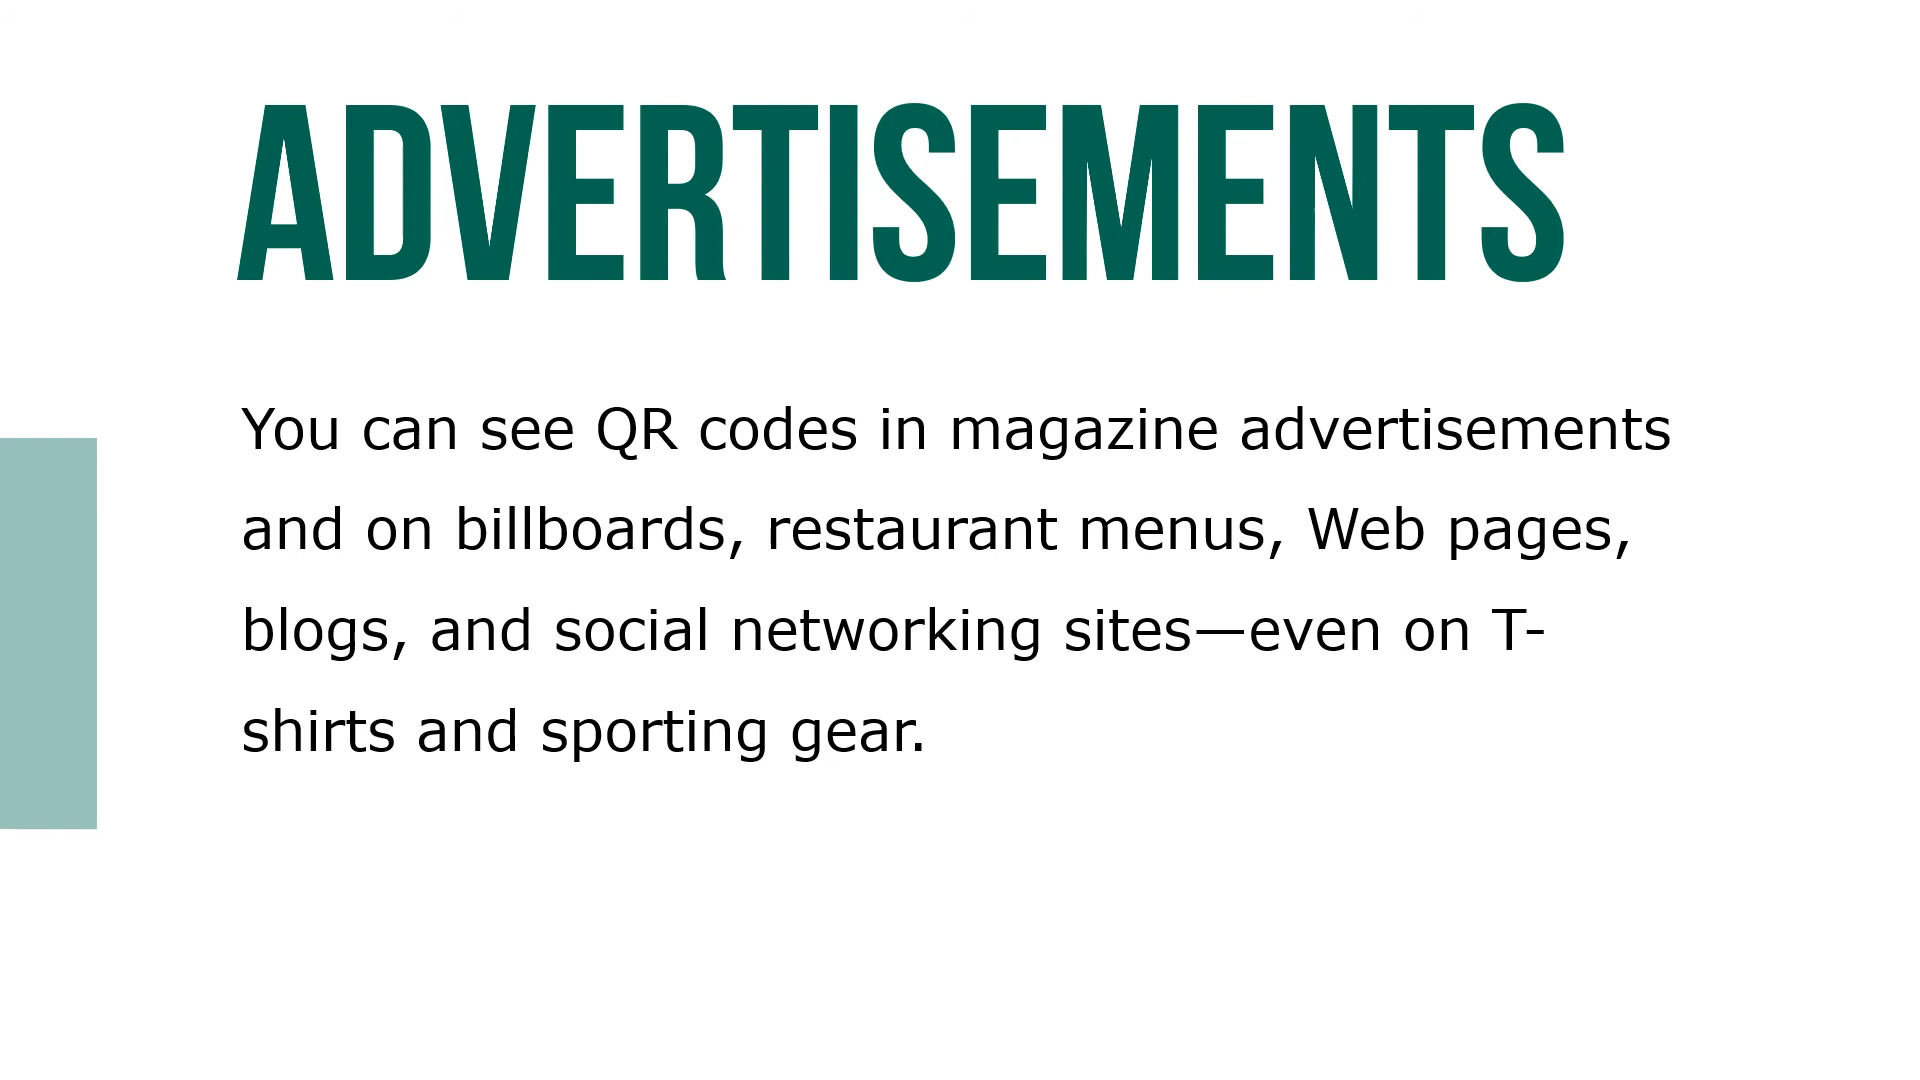 ADVERTISEMENTS
You can see QR codes in magazine advertisements
and on billboards, restaurant menus, Web pages,
blogs, and social networking sites—even on T-
shirts and sporting gear.